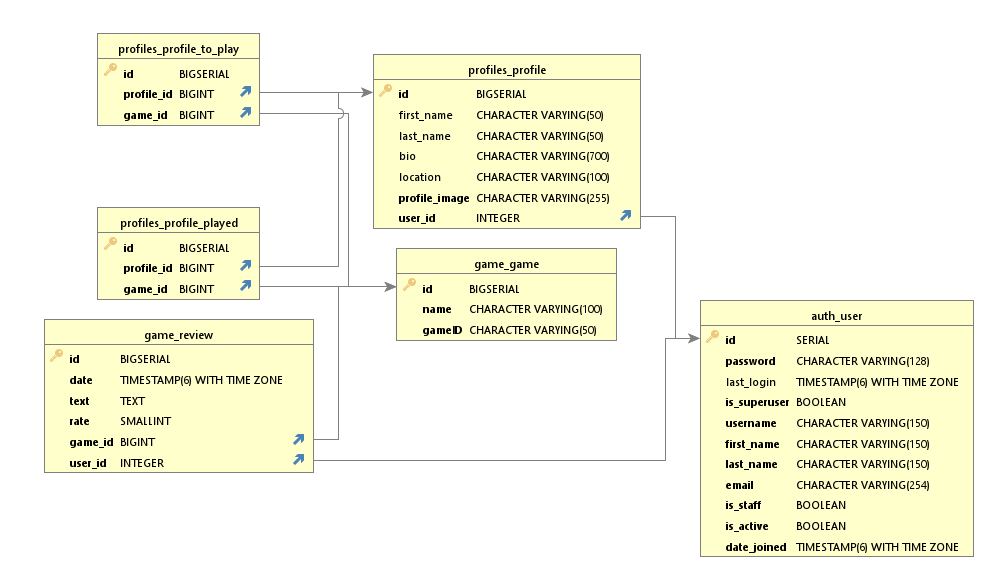 profiles_profile_to_play
id BIGSERIAL
profile_id BIGINT
game_id BIGINT
profiles_profile
id BIGSERIAL
first_name CHARACTER VARYING(50)
last_name CHARACTER VARYING(50)
bio CHARACTER VARYING(700)
location CHARACTER VARYING(100)
profile_image CHARACTER VARYING(255)
user_id INTEGER
profiles_profile_played
id BIGSERIAL
profile_id BIGINT
game_id BIGINT
game_game
id BIGSERIAL
name CHARACTER VARYING(100)
gameID CHARACTER VARYING(50)
game_review
id BIGSERIAL
date TIMESTAMP(6) WITH TIME ZONE
text TEXT
rate SMALLINT
game_id BIGINT
user_id INTEGER
auth_user
id SERIAL
password CHARACTER VARYING(128)
last_login TIMESTAMP(6) WITH TIME ZONE
is_superuser BOOLEAN
username CHARACTER VARYING(150)
first_name CHARACTER VARYING(150)
last_name CHARACTER VARYING(150)
email CHARACTER VARYING(254)
is_staff BOOLEAN
is_active BOOLEAN
date_joined TIMESTAMP(6) WITH TIME ZONE